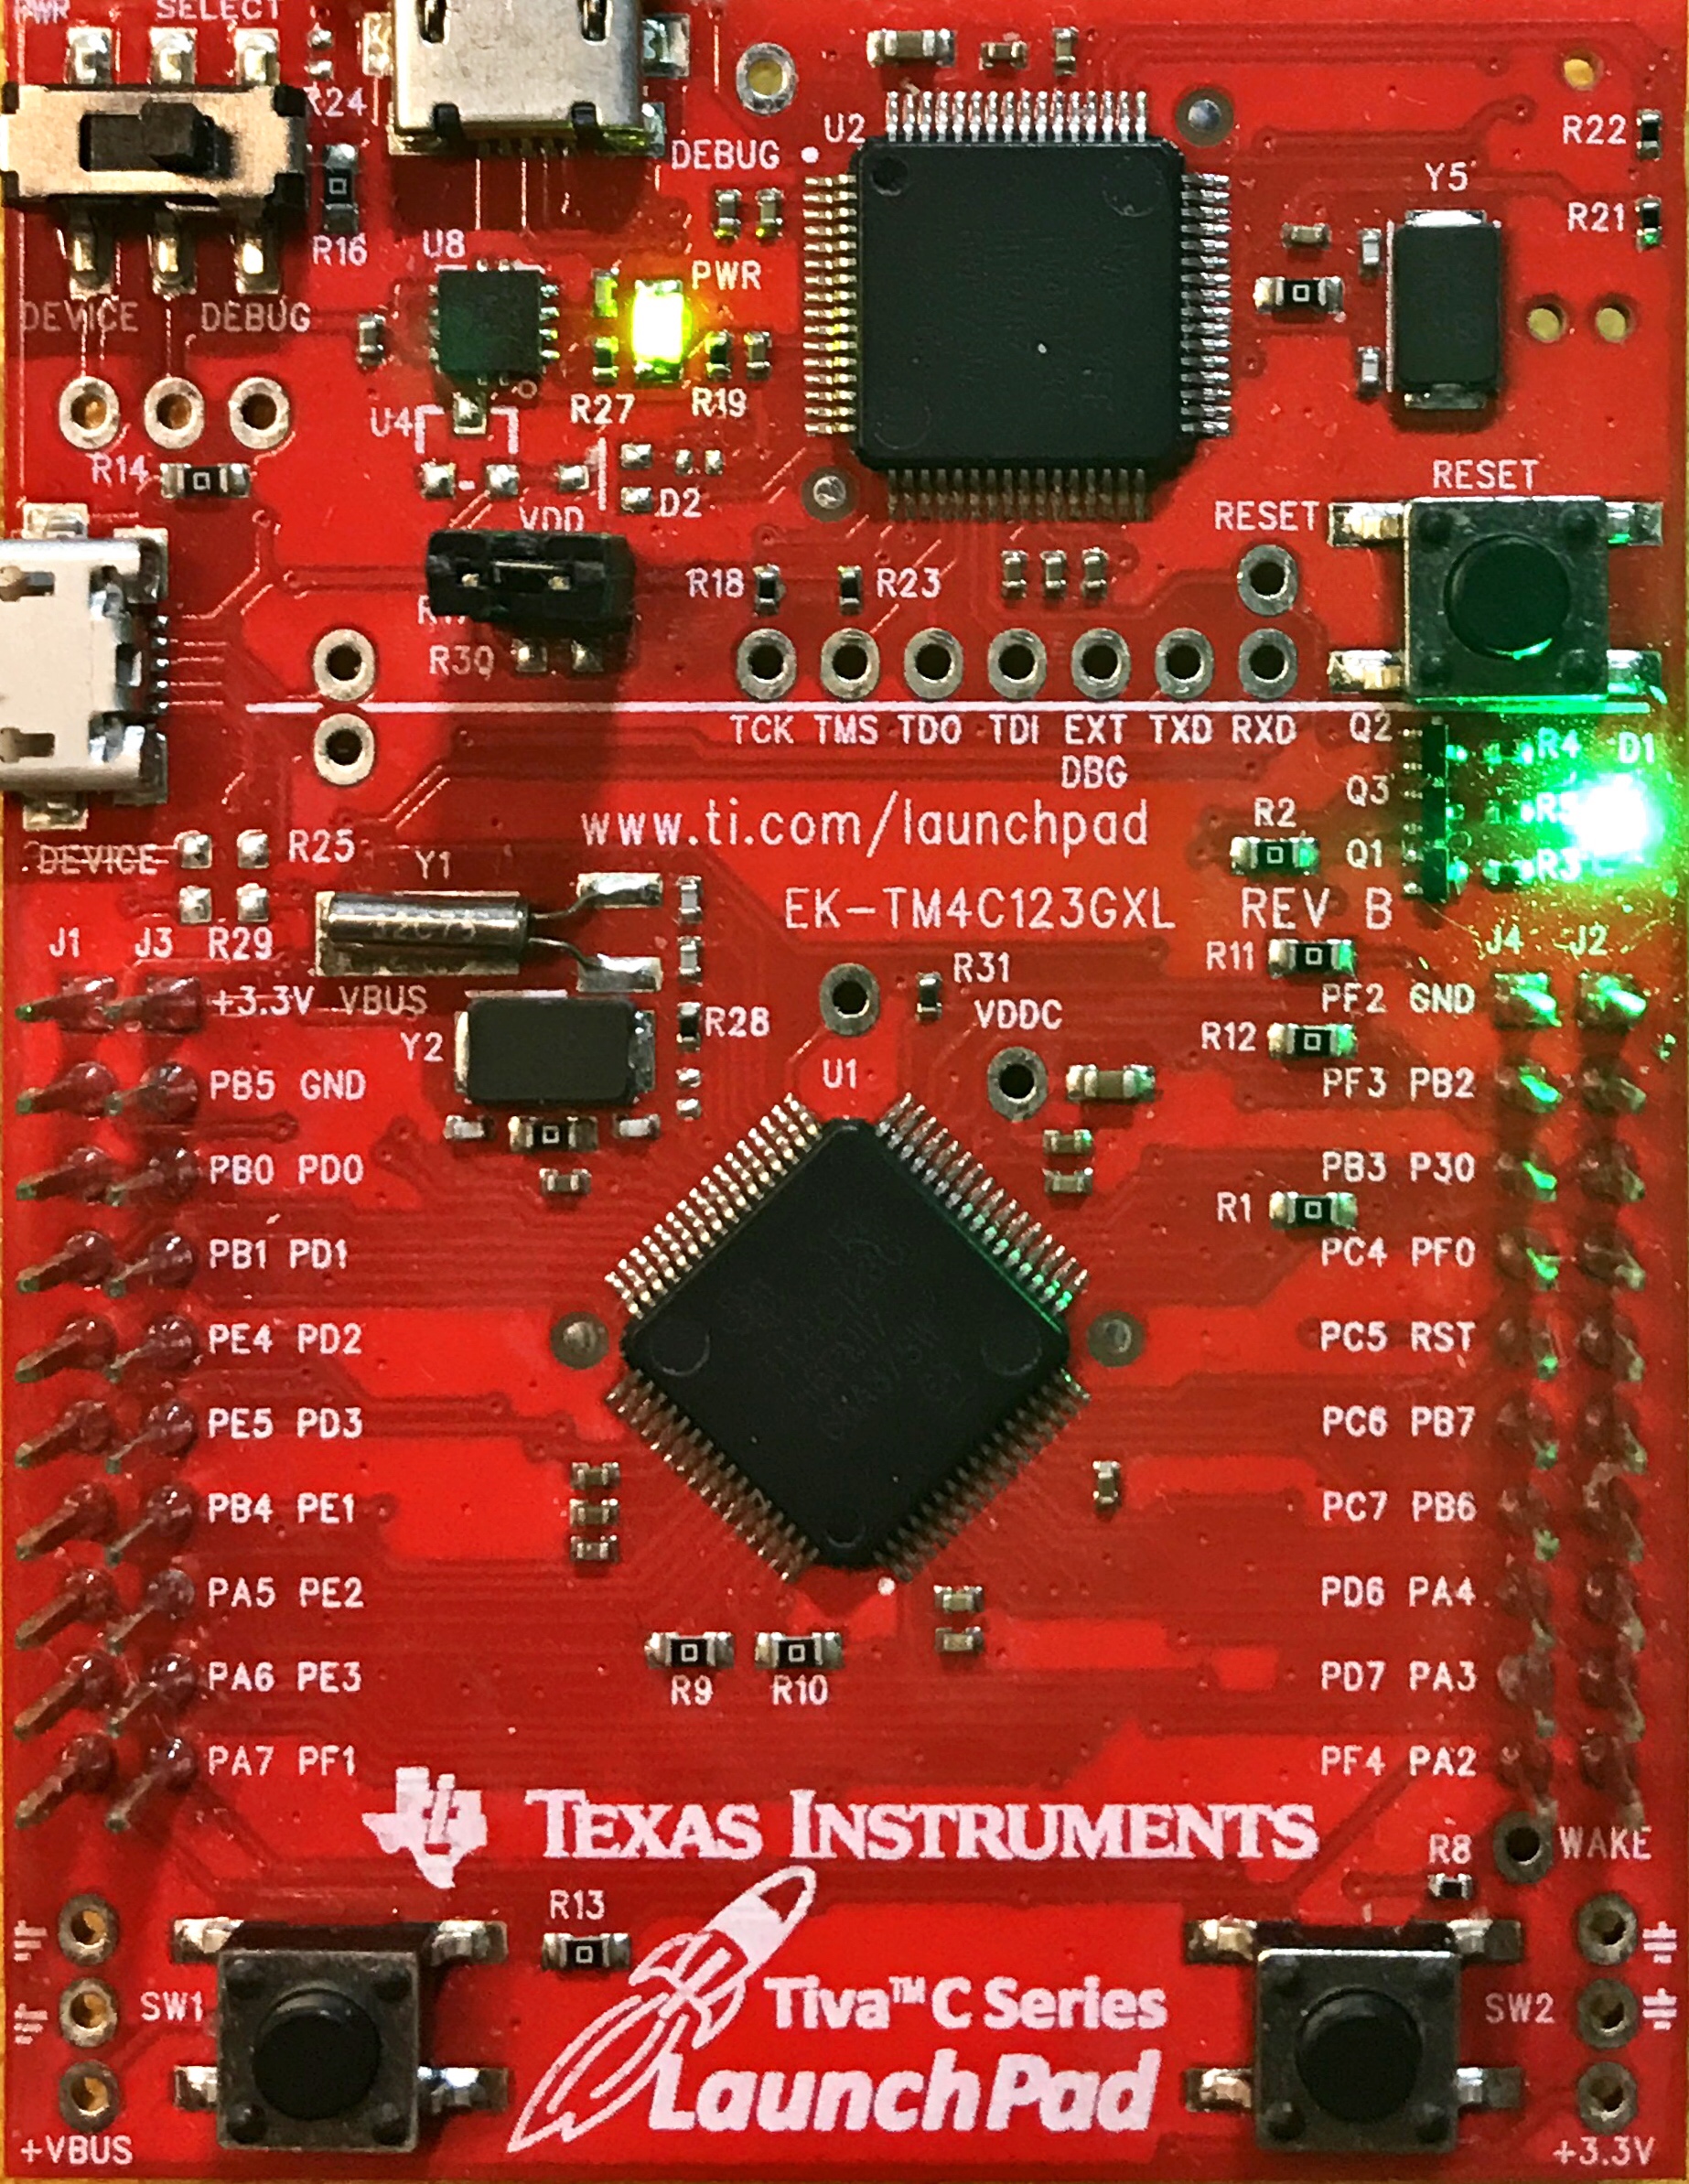 PWR SELECT
R24
DEBUG
U2
R22
Y5
R16
U8
R21
PWR
DEVICE DEBUG
U4
R27
R19
R14
D2
RESET
VDD
RESET
R18
R23
R30
TCK TMS TDO TDI EXT TXD RXD
DBG
Q2
R4 D1
Q3
R5
www.ti.com/launchpad
R2
Q1
R3
DEVICE
R25
Y1
EK-TM4C123GXL REV B
J1 J3 R29
R11
J4 J2
R31
+3.3V VBUS
PF2 GND
VDDC
Y2
R28
R12
U1
PB5 GND
PF3 PB2
PB0 PD0
PB3 P30
R1
PB1 PD1
PC4 PF0
PE4 PD2
PC5 RST
PE5 PD3
PC6 PB7
PB4 PE1
PC7 PB6
PA5 PE2
PD6 PA4
PA6 PE3
PD7 PA3
R9
R10
PA7 PF1
PF4 PA2
TEXAS INSTRUMENTS
R8
WAKE
R13
SW1
Tiva™ C Series
SW2
LaunchPad
+VBUS
+3.3V